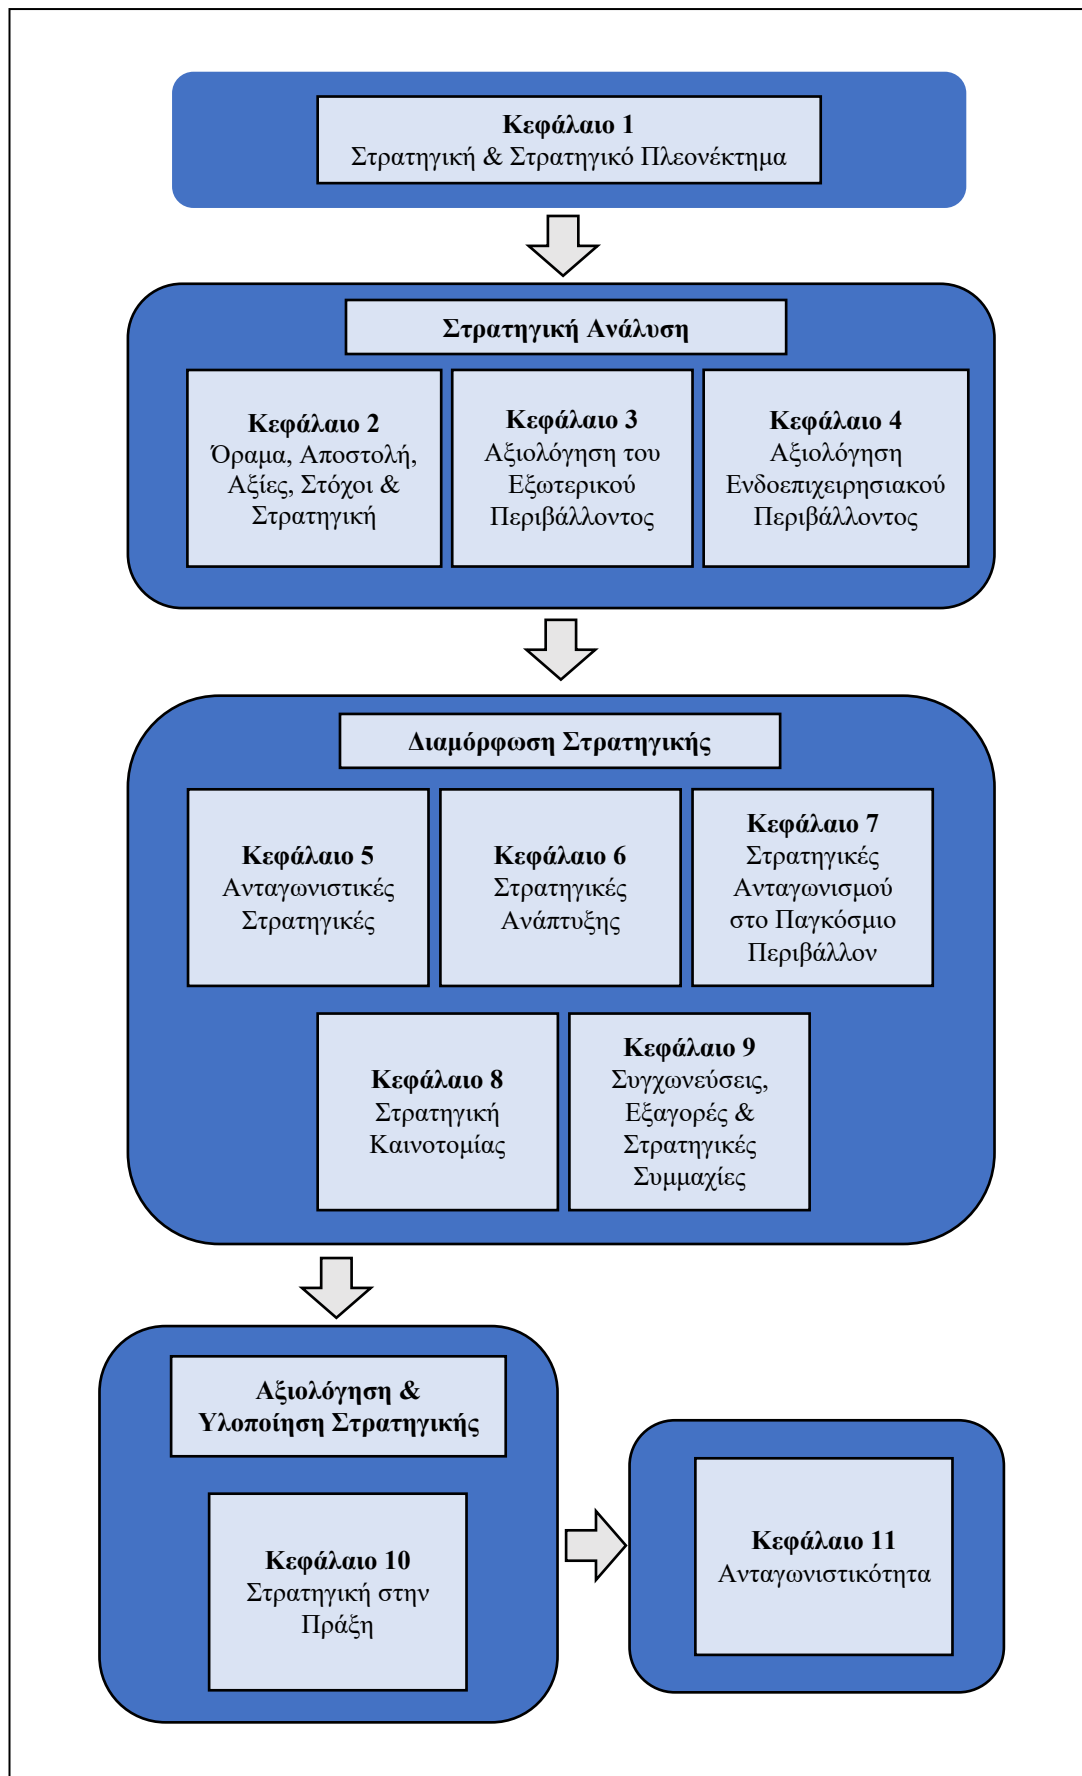 Κεφάλαιο 1
Στρατηγική & Στρατηγικό Πλεονέκτημα
Στρατηγική Ανάλυση
Κεφάλαιο 2
Όραμα, Αποστολή,
Αξίες, Στόχοι &
Στρατηγική
Κεφάλαιο 3
Αξιολόγηση του
Εξωτερικού
Περιβάλλοντος
Κεφάλαιο 4
Αξιολόγηση
Ενδοεπιχειρησιακού
Περιβάλλοντος
Διαμόρφωση Στρατηγικής
Κεφάλαιο 5
Ανταγωνιστικές
Στρατηγικές
Κεφάλαιο 6
Στρατηγικές
Ανάπτυξης
Κεφάλαιο 7
Στρατηγικές
Ανταγωνισμού
στο Παγκόσμιο
Περιβάλλον
Κεφάλαιο 8
Στρατηγική
Καινοτομίας
Κεφάλαιο 9
Συγχωνεύσεις,
Εξαγορές &
Στρατηγικές
Συμμαχίες
Αξιολόγηση &
Υλοποίηση Στρατηγικής
Κεφάλαιο 10
Στρατηγική στην
Πράξη
Κεφάλαιο 11
Ανταγωνιστικότητα